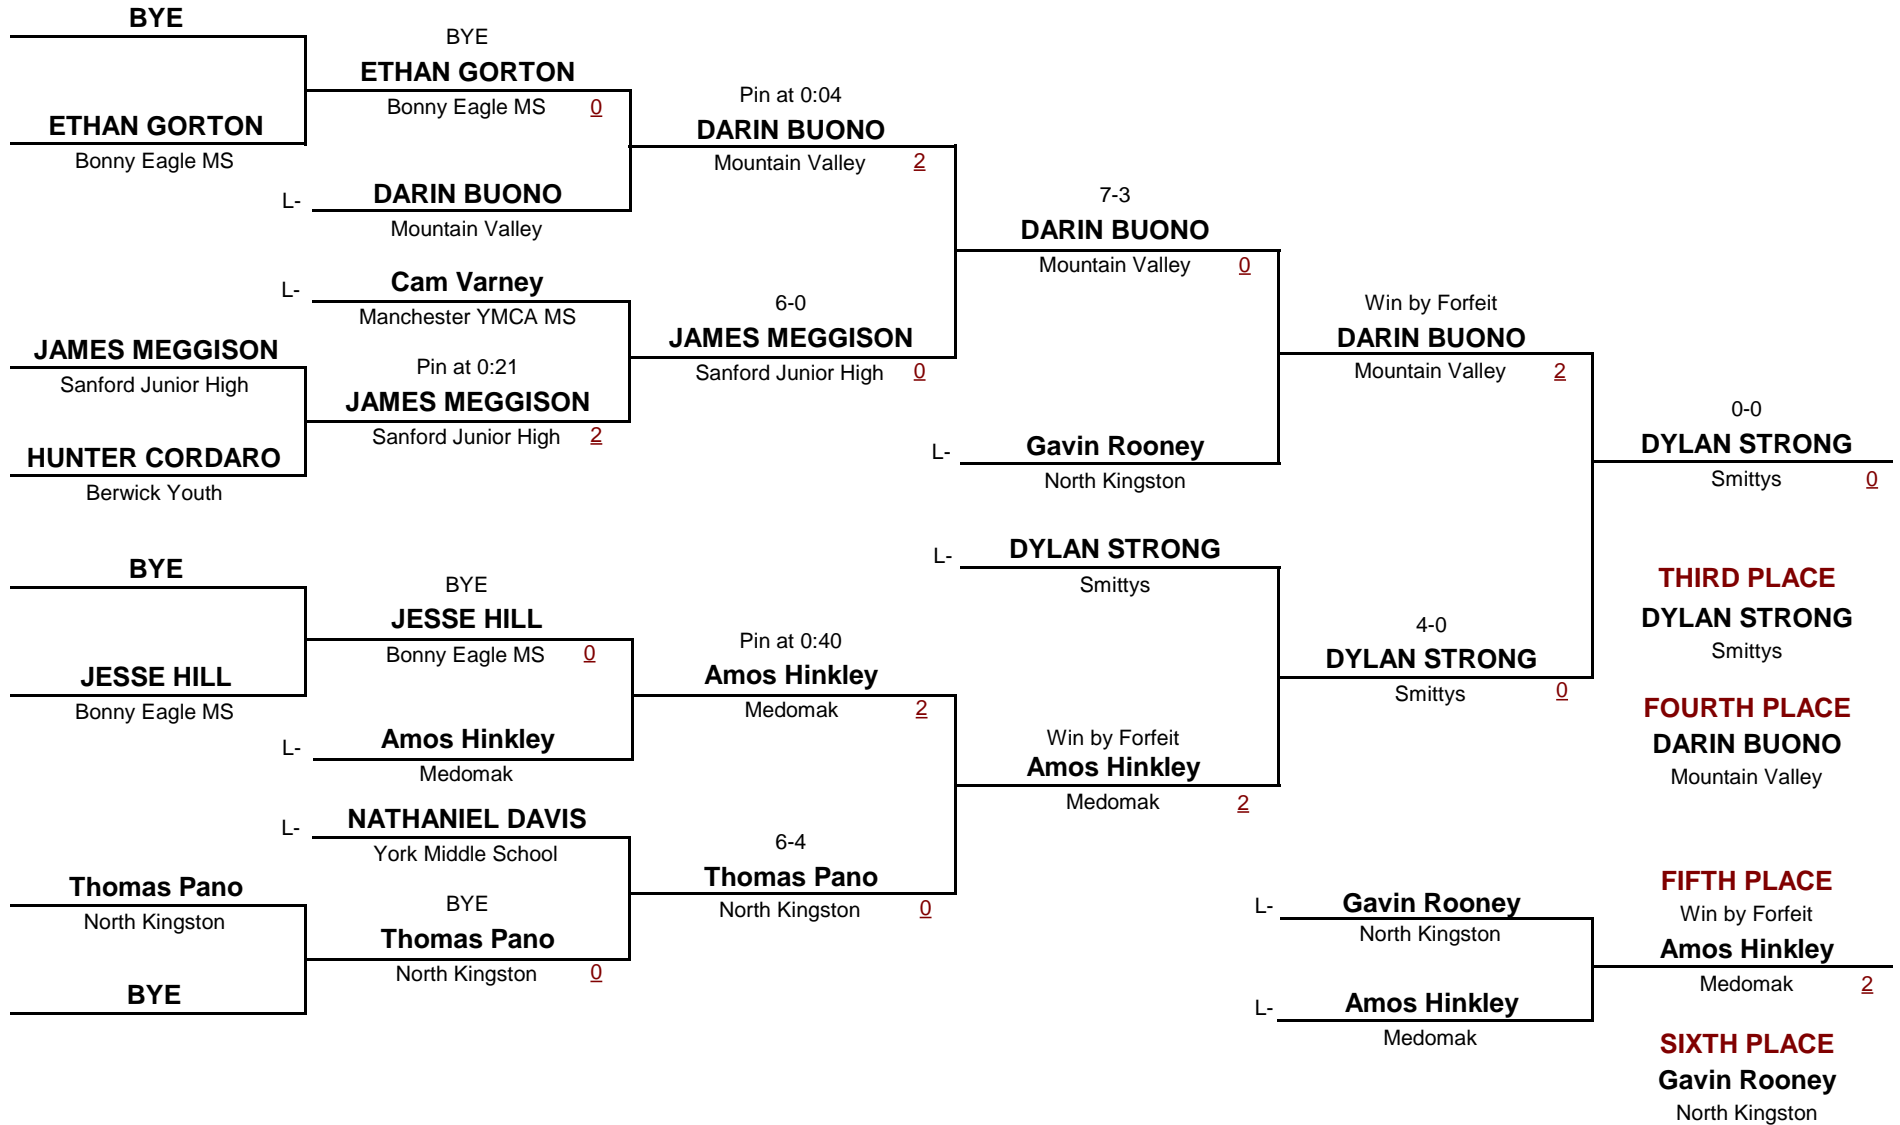 BYE
ETHAN GORTON
Bonny Eagle MS
BYE
ETHAN GORTON
Bonny Eagle MS 0
L- DARIN BUONO
Mountain Valley
Pin at 0:04
DARIN BUONO
Mountain Valley 2
L- Cam Varney
Manchester YMCA MS
JAMES MEGGISON
Sanford Junior High
HUNTER CORDARO
Berwick Youth
Pin at 0:21
JAMES MEGGISON
Sanford Junior High 2
6-0
JAMES MEGGISON
Sanford Junior High 0
7-3
DARIN BUONO
Mountain Valley 0
L- Gavin Rooney
North Kingston
Win by Forfeit
DARIN BUONO
Mountain Valley 2
BYE
JESSE HILL
Bonny Eagle MS
BYE
JESSE HILL
Bonny Eagle MS 0
L- Amos Hinkley
Medomak
Pin at 0:40
Amos Hinkley
Medomak 2
L- NATHANIEL DAVIS
York Middle School
Thomas Pano
North Kingston
BYE
BYE
Thomas Pano
North Kingston 0
6-4
Thomas Pano
North Kingston 0
L- DYLAN STRONG
Smittys
Win by Forfeit
Amos Hinkley
Medomak 2
4-0
DYLAN STRONG
Smittys 0
0-0
DYLAN STRONG
Smittys 0
THIRD PLACE
DYLAN STRONG
Smittys
FOURTH PLACE
DARIN BUONO
Mountain Valley
L- Gavin Rooney
North Kingston
L- Amos Hinkley
Medomak
FIFTH PLACE
Win by Forfeit
Amos Hinkley
Medomak 2
SIXTH PLACE
Gavin Rooney
North Kingston